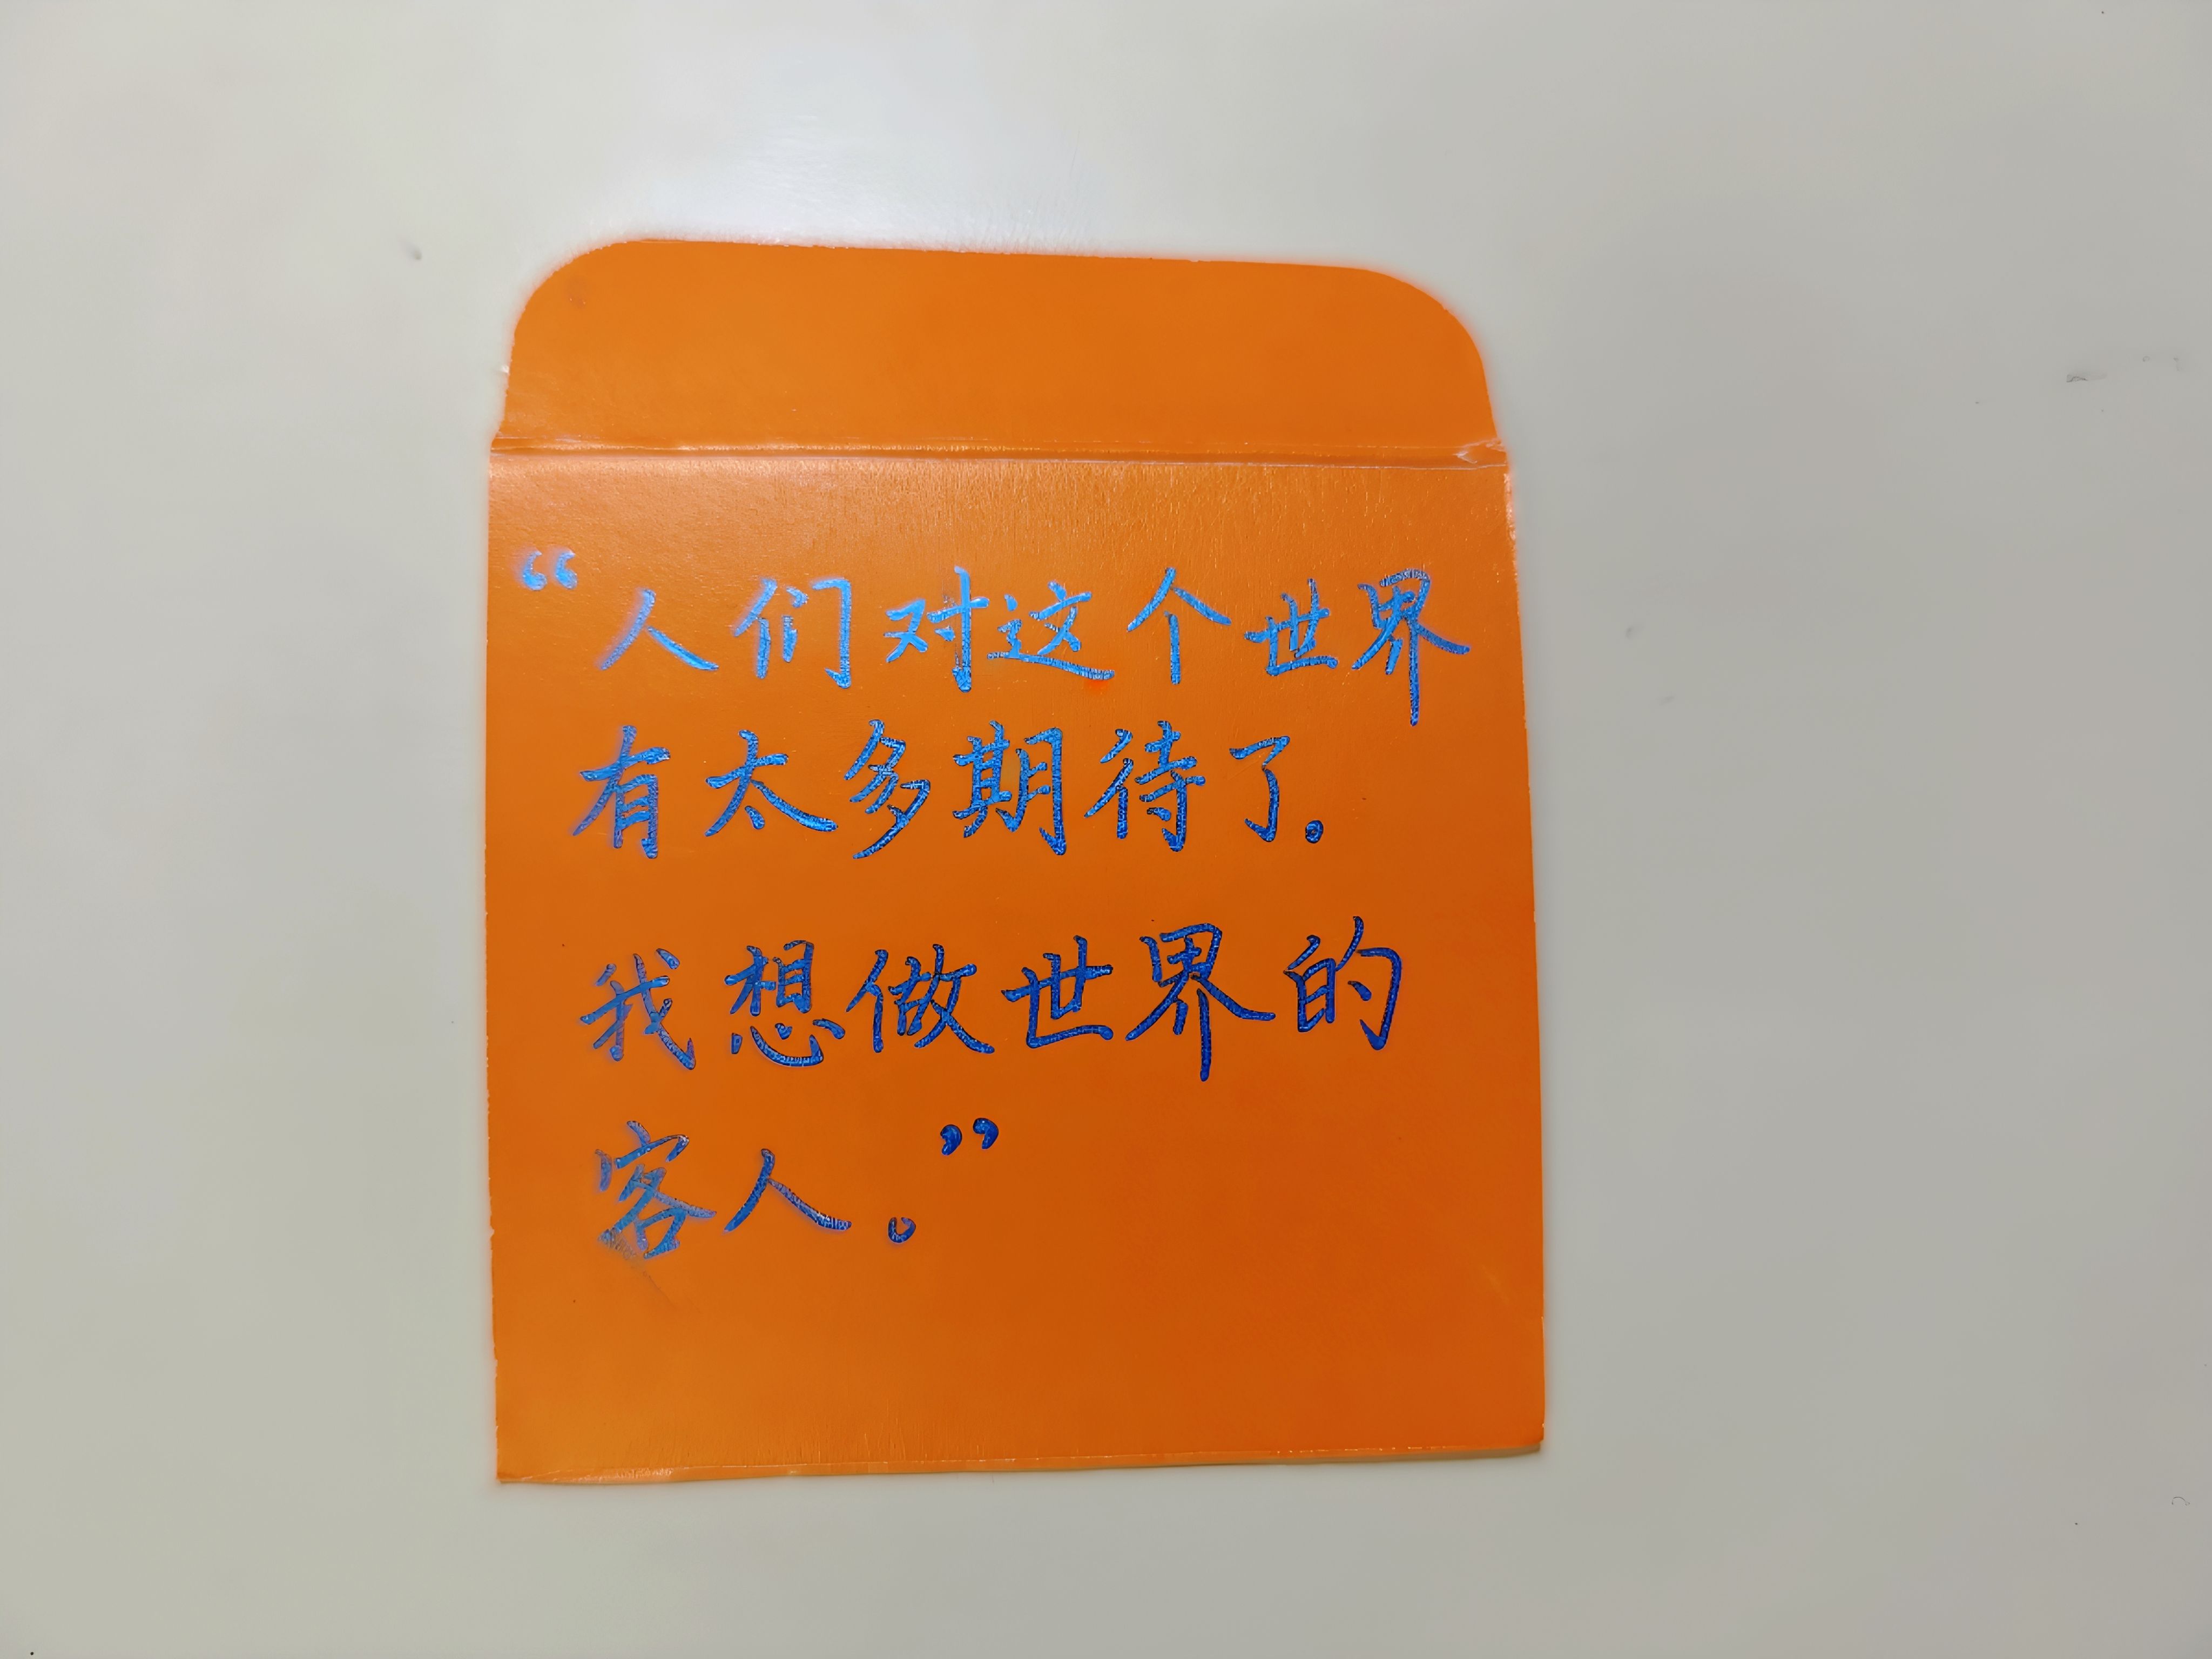 “人们对这个世界
有太多期待了.
我想做世界的
客人。”